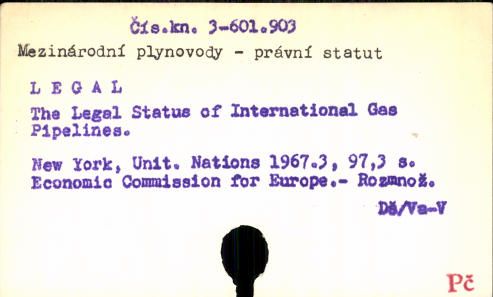 Čís.kn. 3-601.903
Mezinárodní plynovody - právní statut
L E G A L
The Legal Status of International Gas
Pipelines.
New York, Unit. Nations 1967.3, 97,3 s.
Economic Commission for Europe.- Rozmnož.
Dě/Va-V
Pč